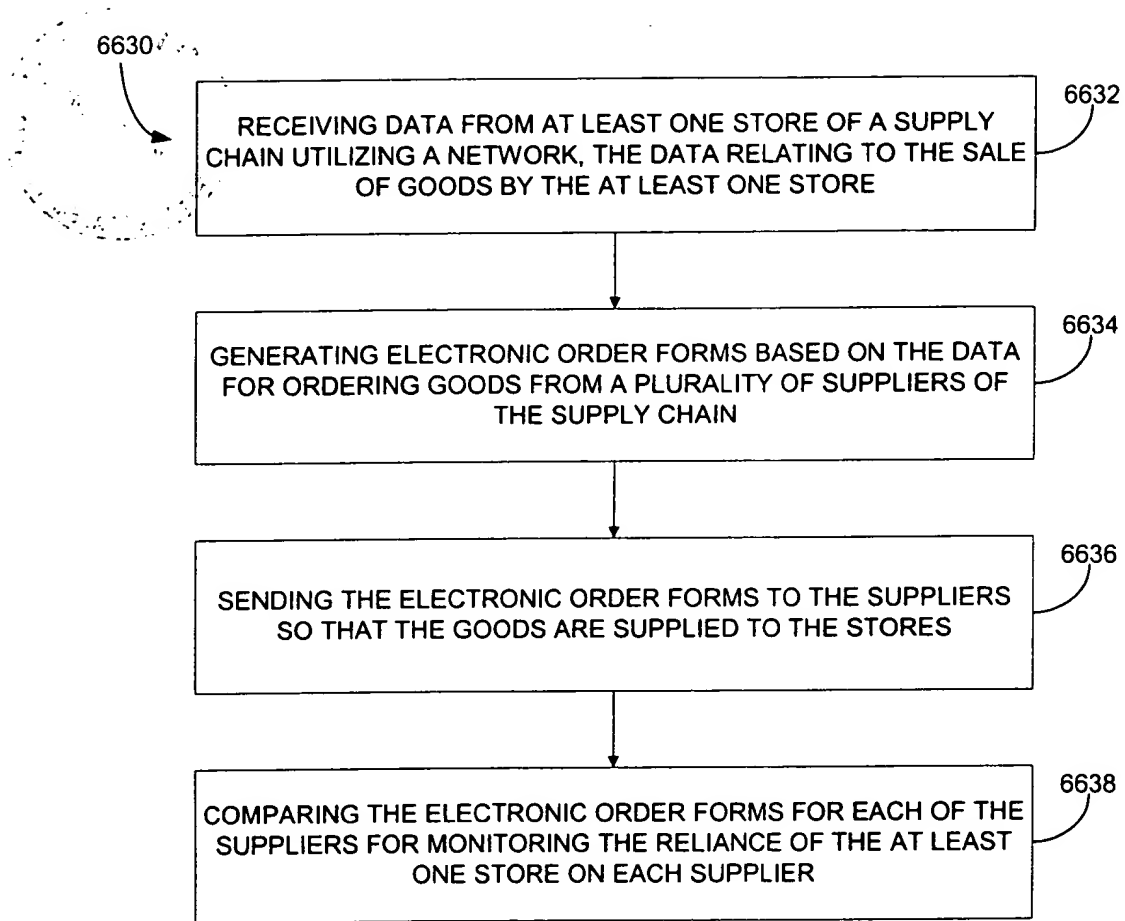 6630
6632
RECEIVING DATA FROM AT LEAST ONE STORE OF A SUPPLY
CHAIN UTILIZING A NETWORK, THE DATA RELATING TO THE SALE
OF GOODS BY THE AT LEAST ONE STORE
6634
GENERATING ELECTRONIC ORDER FORMS BASED ON THE DATA
FOR ORDERING GOODS FROM A PLURALITY OF SUPPLIERS OF
THE SUPPLY CHAIN
6636
SENDING THE ELECTRONIC ORDER FORMS TO THE SUPPLIERS
SO THAT THE GOODS ARE SUPPLIED TO THE STORES
6638
COMPARING THE ELECTRONIC ORDER FORMS FOR EACH OF THE
SUPPLIERS FOR MONITORING THE RELIANCE OF THE AT LEAST
ONE STORE ON EACH SUPPLIER